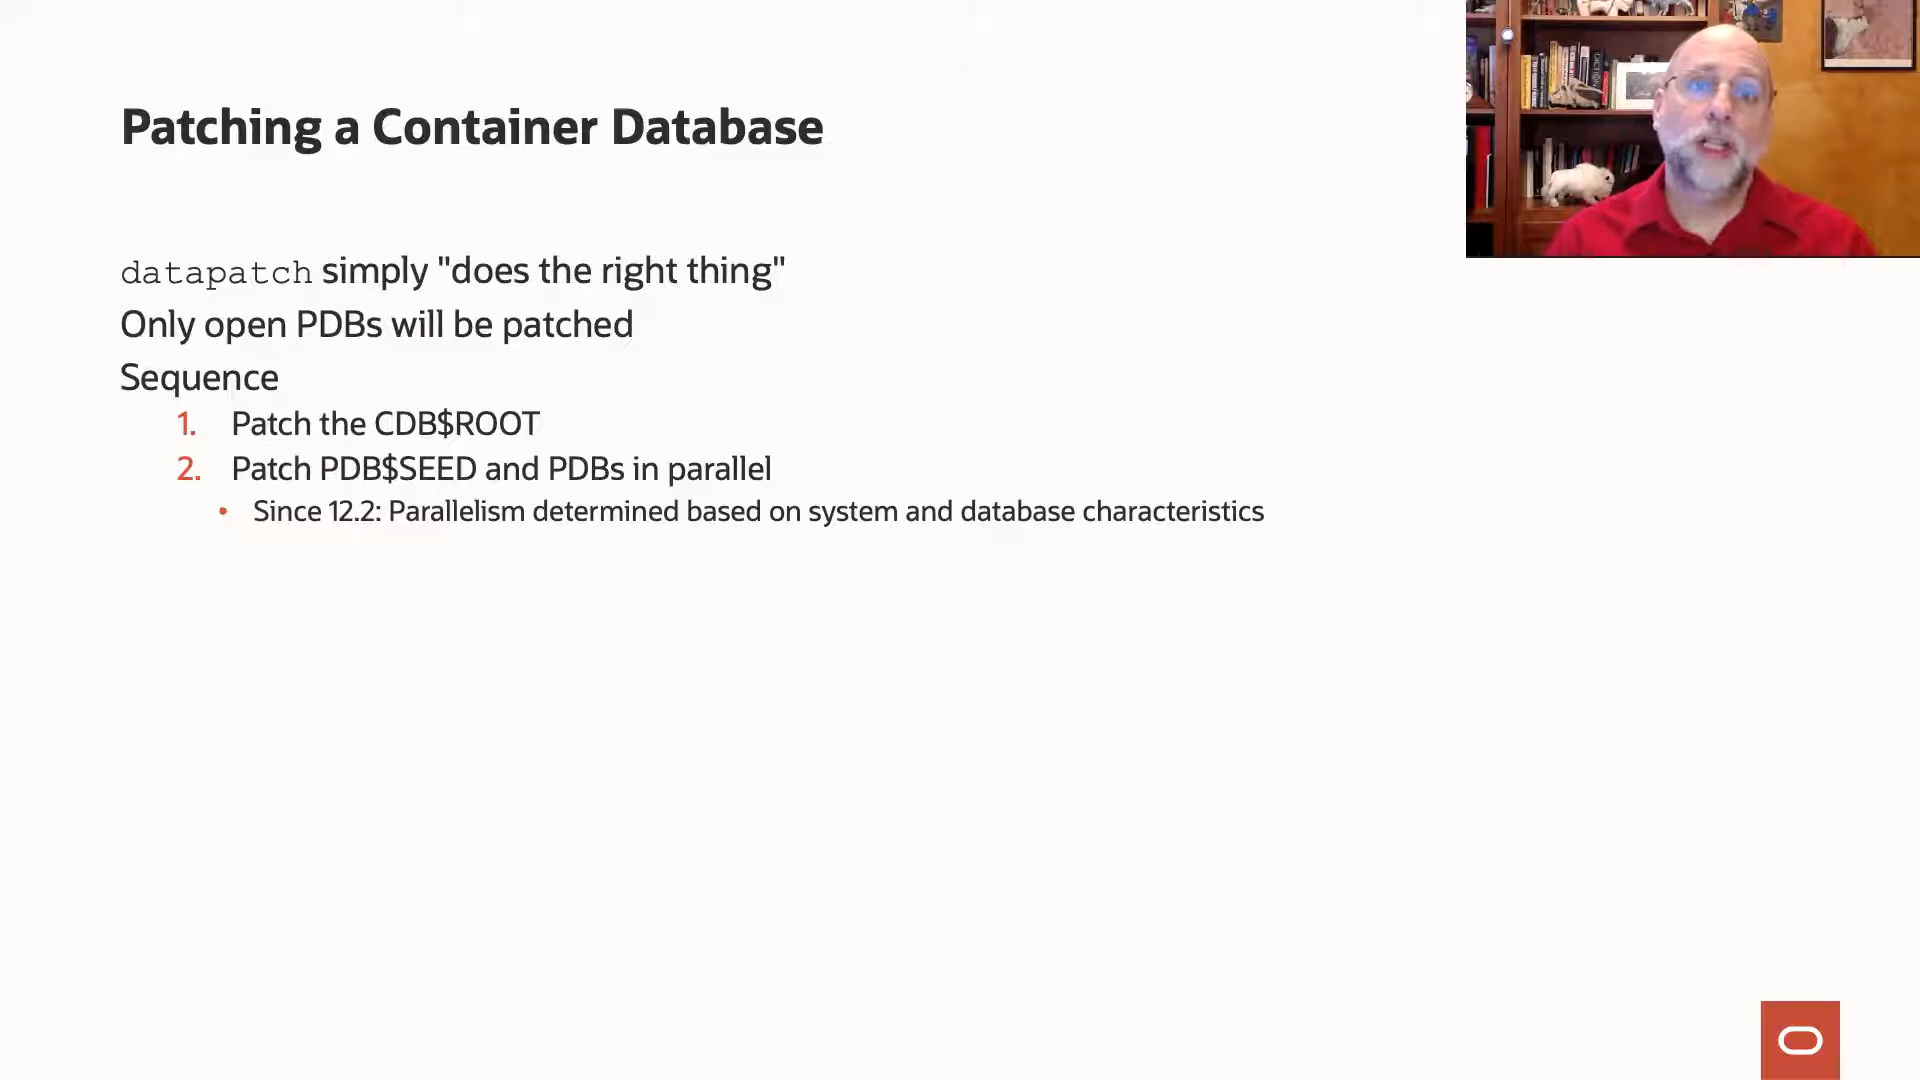 Patching a Container Database
datapatch simply "does the right thing"
Only open PDBs will be patched
Sequence
1. Patch the CDB$ROOT
2. Patch PDB$SEED and PDBs in parallel
• Since 12.2: Parallelism determined based on system and database characteristics